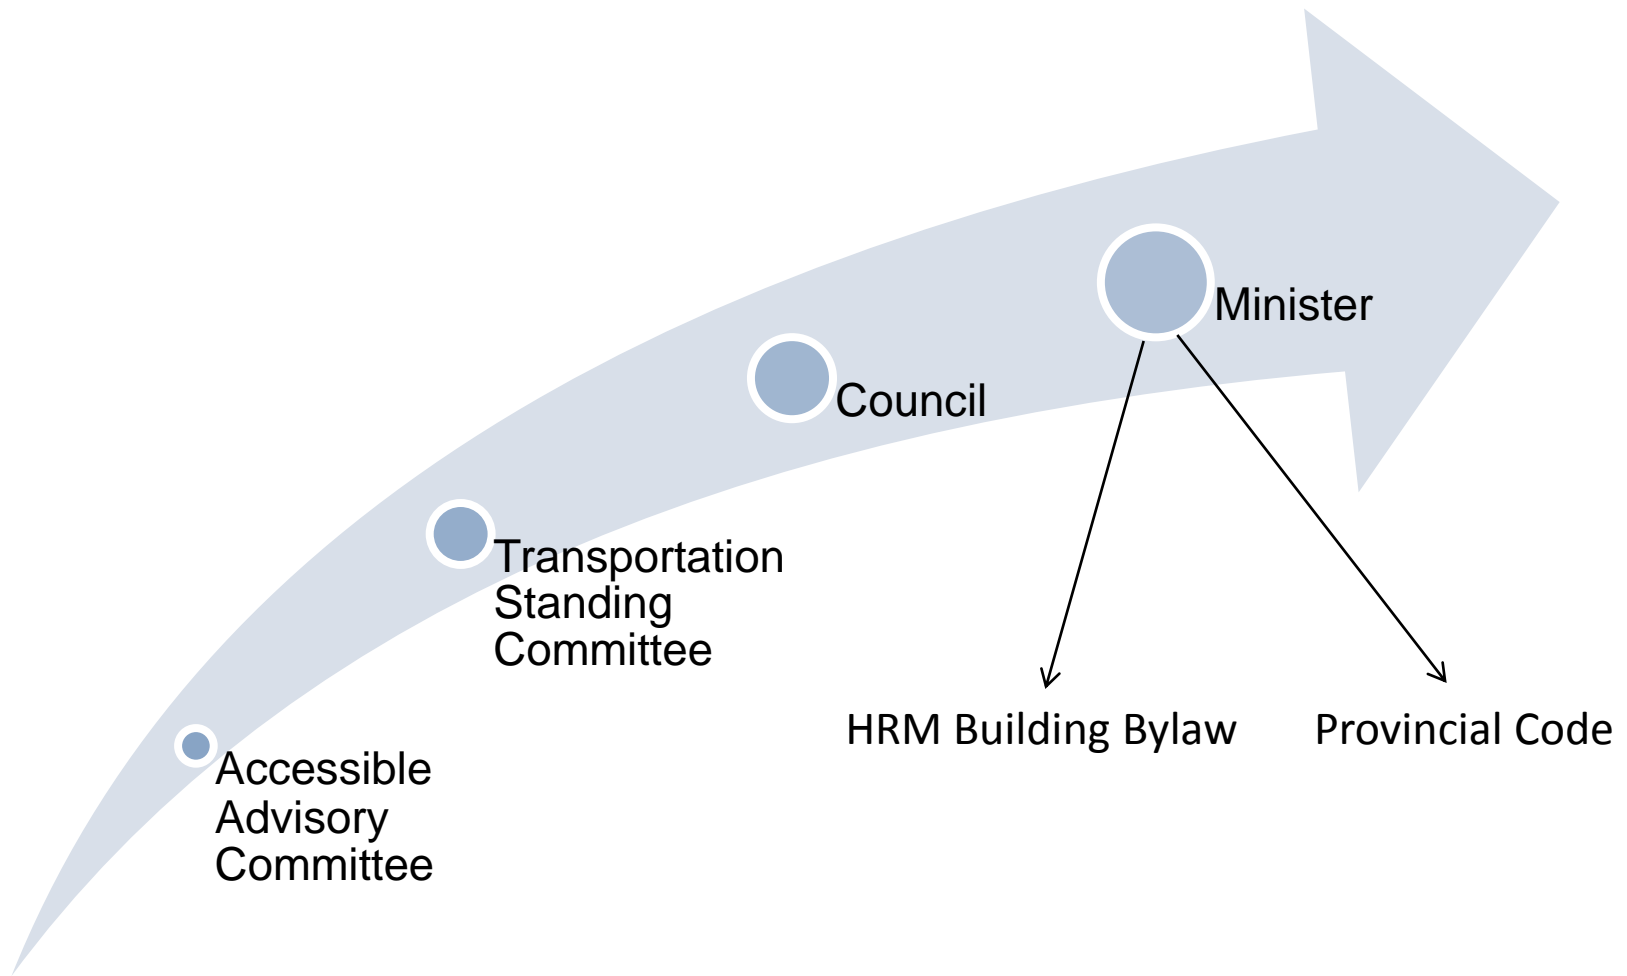 Minister
Council
Transportation
Standing
Committee
Accessible
Advisory
Committee
HRM Building Bylaw
Provincial Code